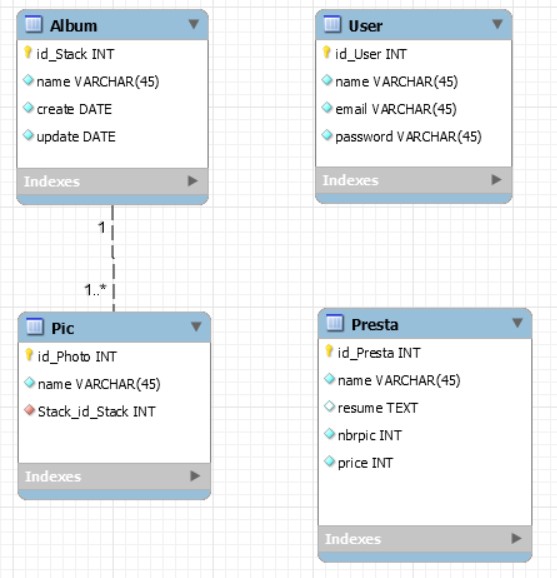 Album
id_Stack INT
name VARCHAR(45)
create DATE
update DATE
Indexes
User
id_User INT
name VARCHAR(45)
email VARCHAR(45)
password VARCHAR(45)
Indexes
1
1..*
Pic
id_Photo INT
name VARCHAR(45)
Stack_id_Stack INT
Indexes
Presta
id_Presta INT
name VARCHAR(45)
resume TEXT
nbrpic INT
price INT
Indexes